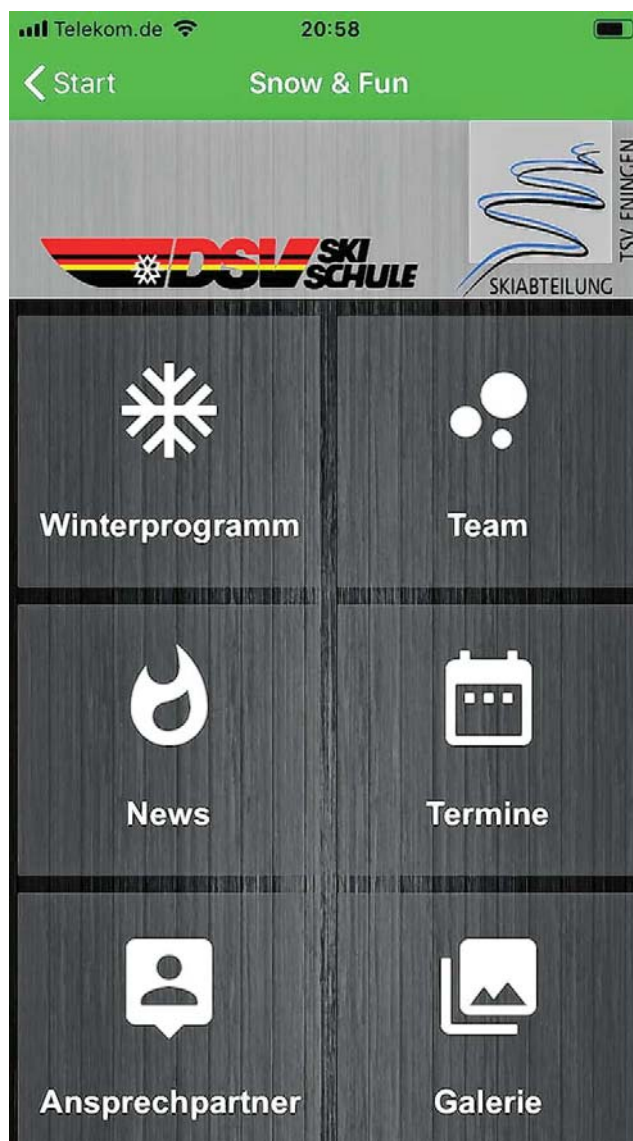 Telekom.de 20:58
Start Snow & Fun
DSV SKI SCHULE
TSV ENINGEN
SKIABTEILUNG
Winterprogramm Team
News Termine
Ansprechpartner Galerie